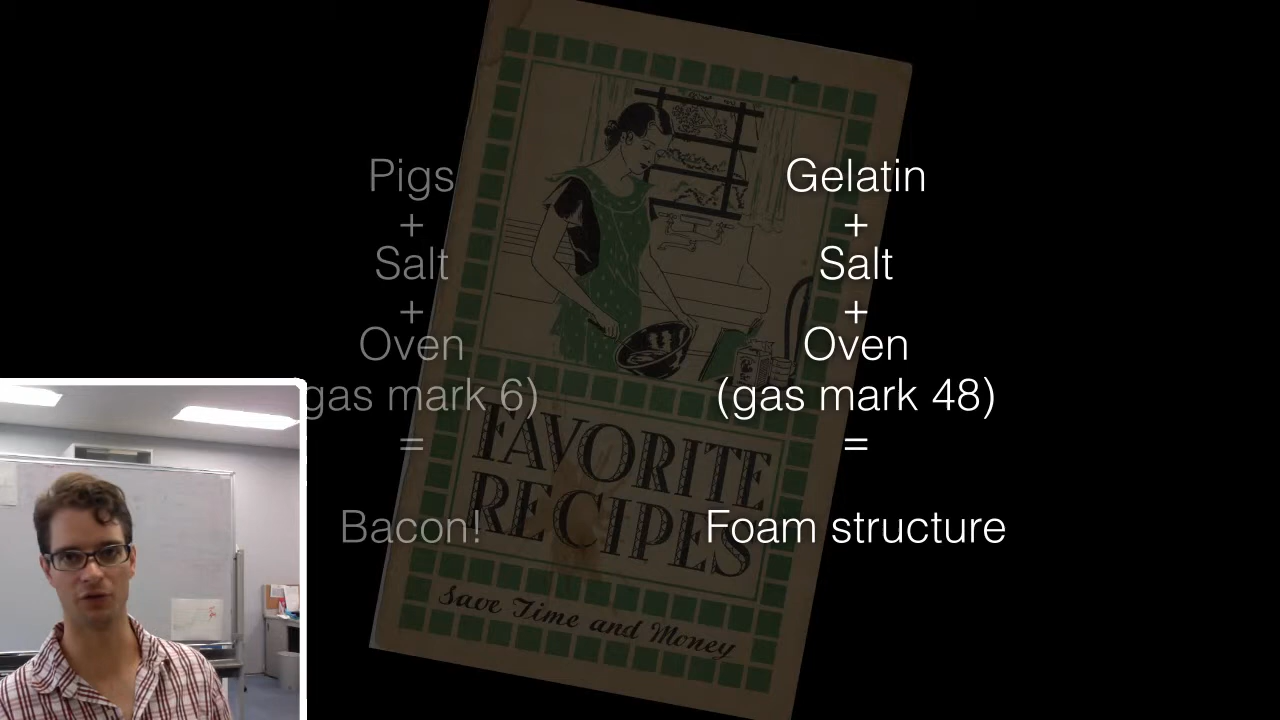 Pigs
+
Salt
+
Oven
gas mark 6)
=
Bacon!
Gelatin
+
Salt
+
Oven
(gas mark 48)
=
Foam structure
FAVORITE
RECIPES
Save Time and Money